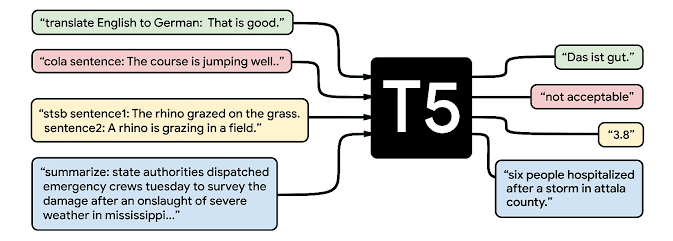 "translate English to German: That is good."
"cola sentence: The course is jumping well.."
"stsb sentence1: The rhino grazed on the grass.
sentence2: A rhino is grazing in a field."
"summarize: state authorities dispatched
emergency crews tuesday to survey the
damage after an onslaught of severe
weather in mississippi..."
T5
"Das ist gut."
"not acceptable"
"3.8"
"six people hospitalized
after a storm in attala
county."